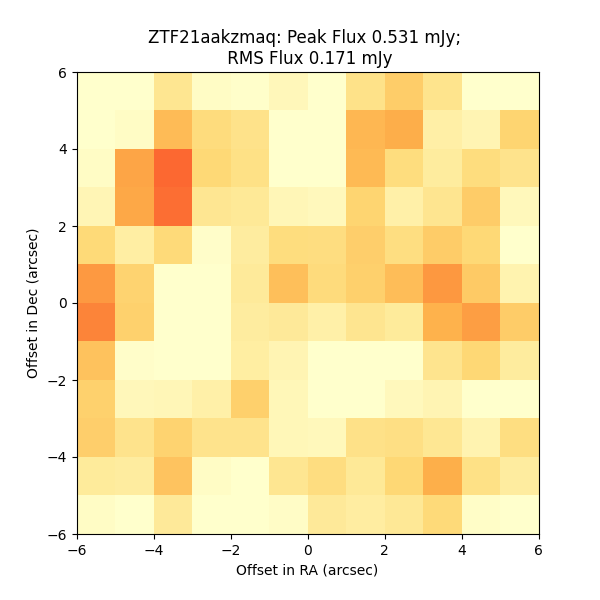 ZTF21aakzmaq: Peak Flux 0.531 mJy;
RMS Flux 0.171 mJy
6
4
2
0
−2
−4
−6
Offset in Dec (arcsec)
−6 −4 −2 0 2 4 6
Offset in RA (arcsec)